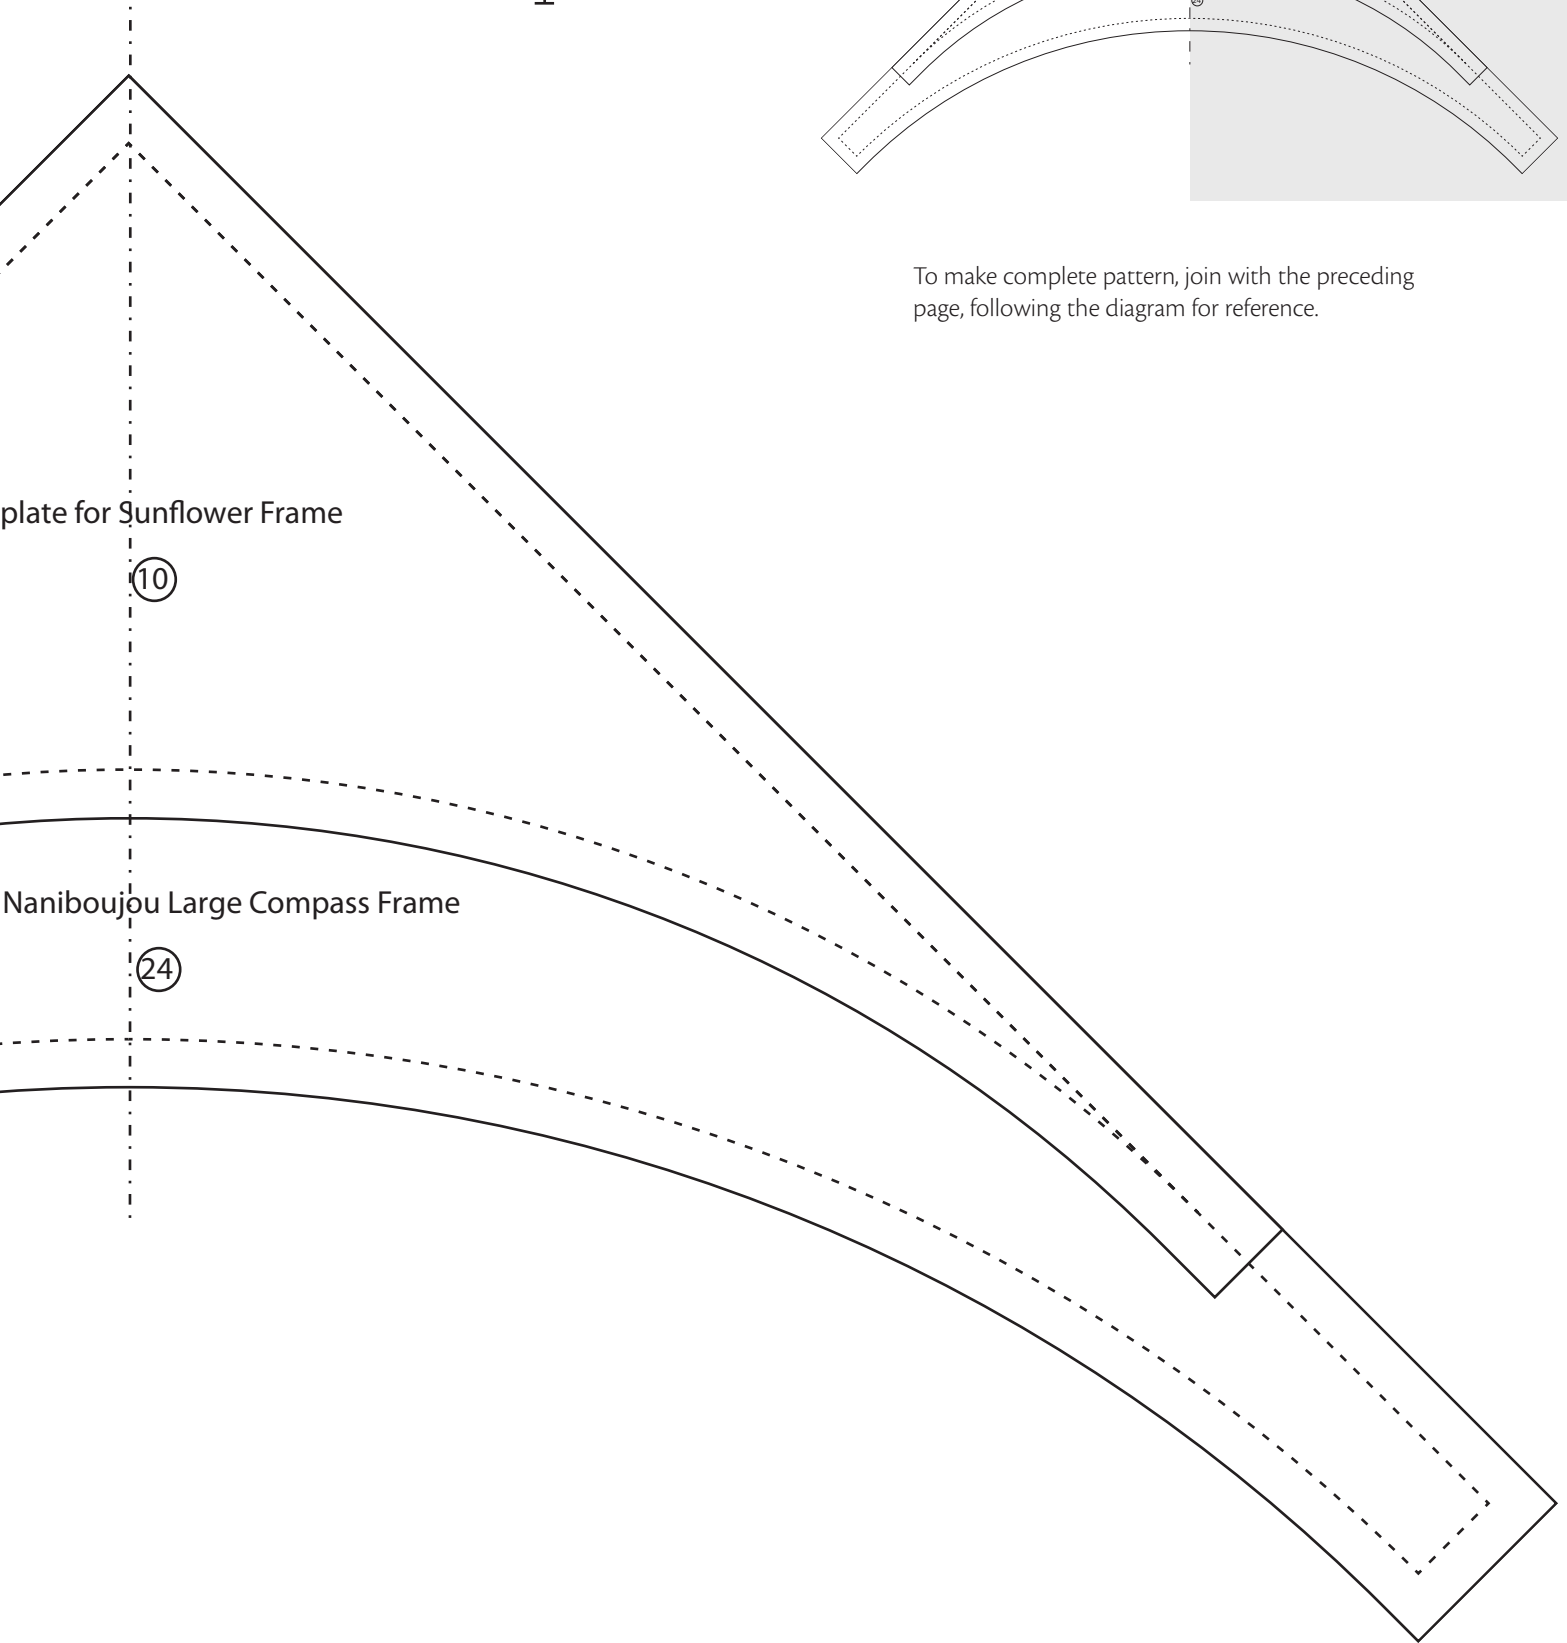 To make complete pattern, join with the preceding
page, following the diagram for reference.
plate for Sunflower Frame
10
Naniboujou Large Compass Frame
24